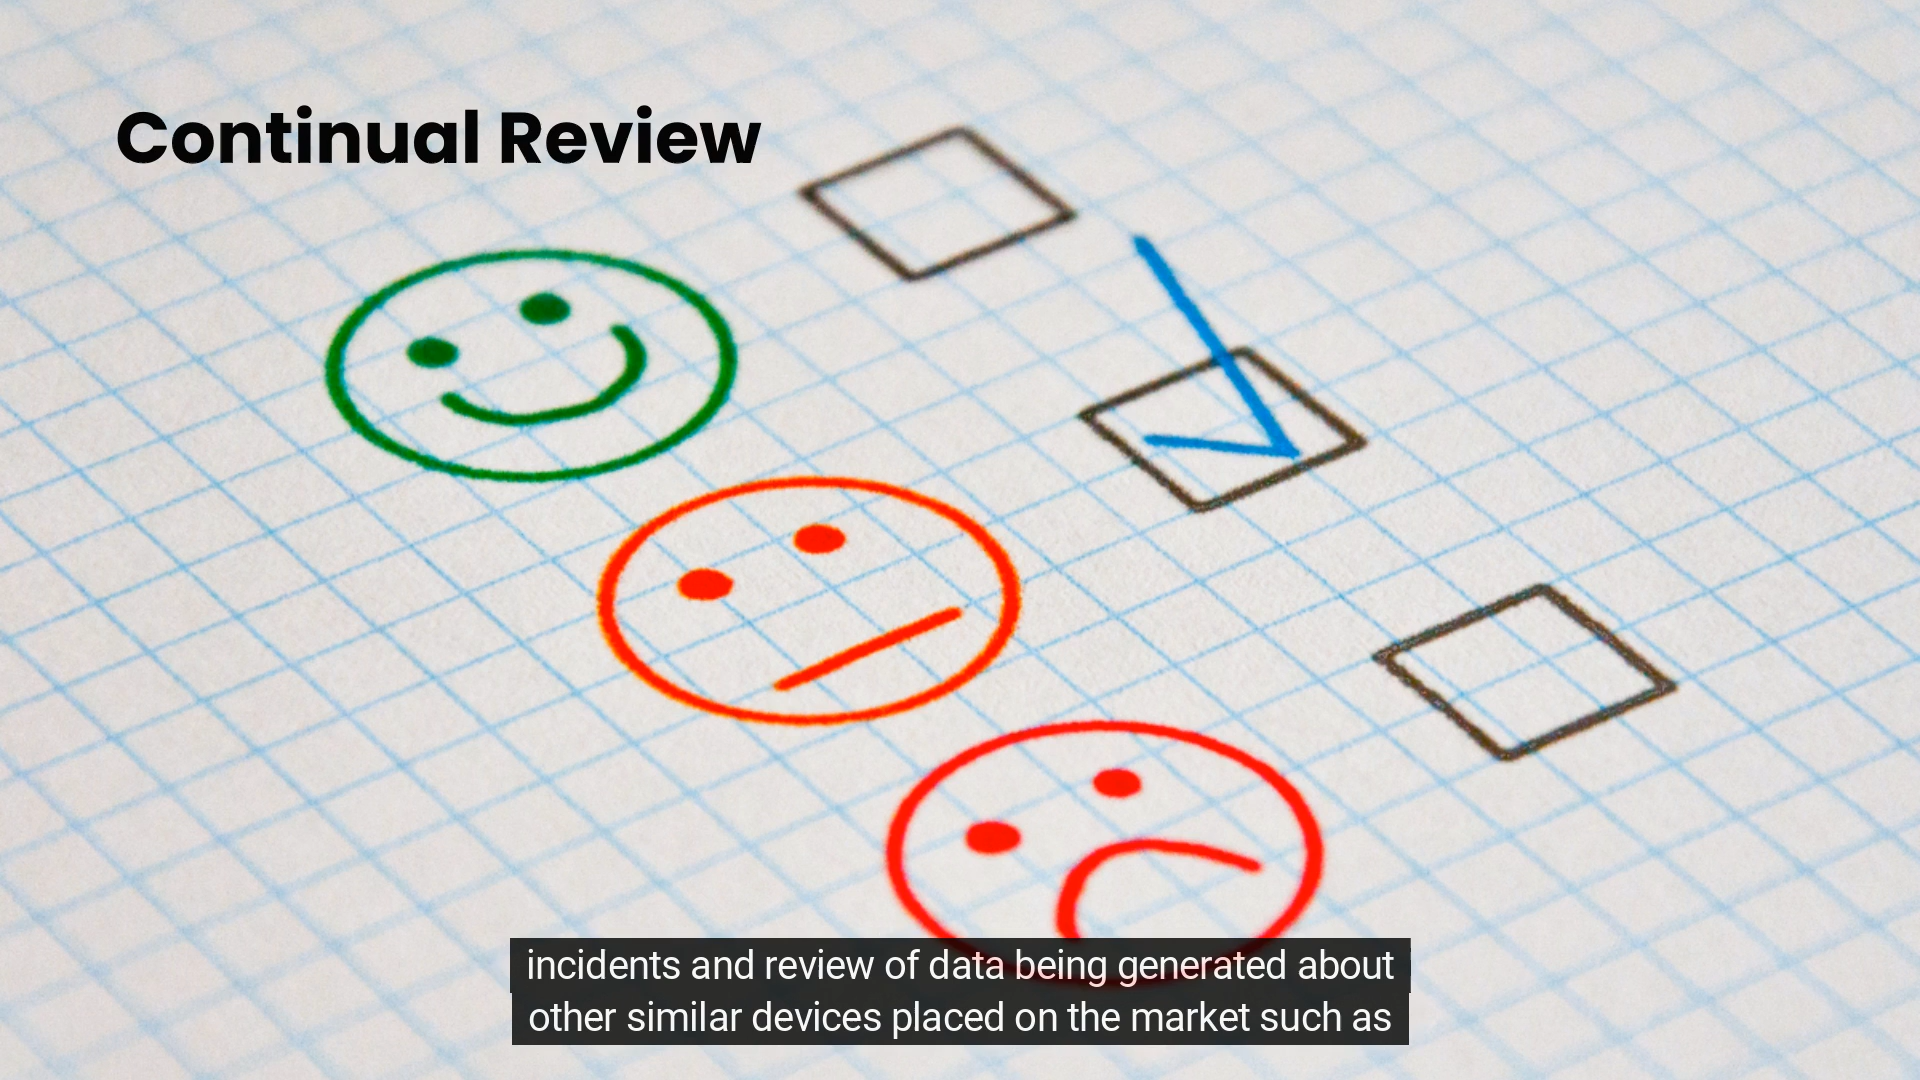 Continual Review
incidents and review of data being generated about
other similar devices placed on the market such as